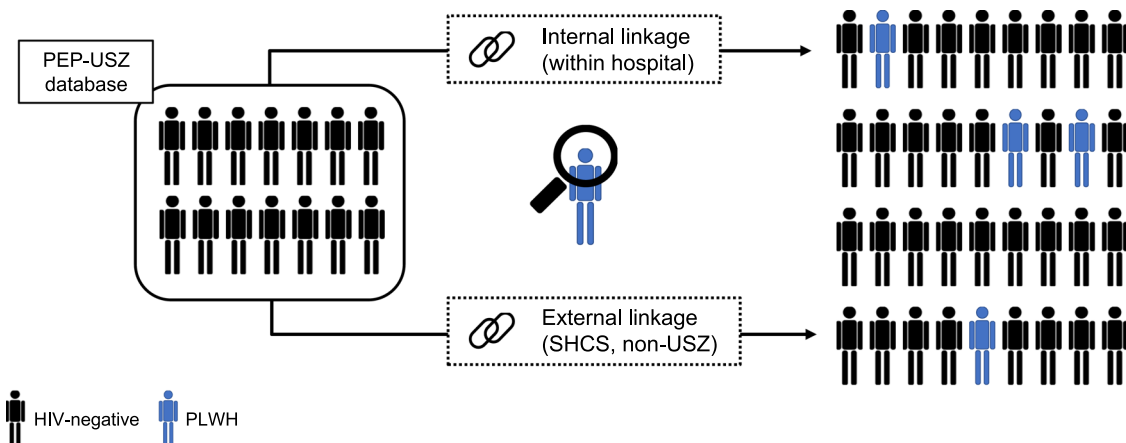 PEP-USZ
database
Internal linkage
(within hospital)
External linkage
(SHCS, non-USZ)
HIV-negative
PLWH